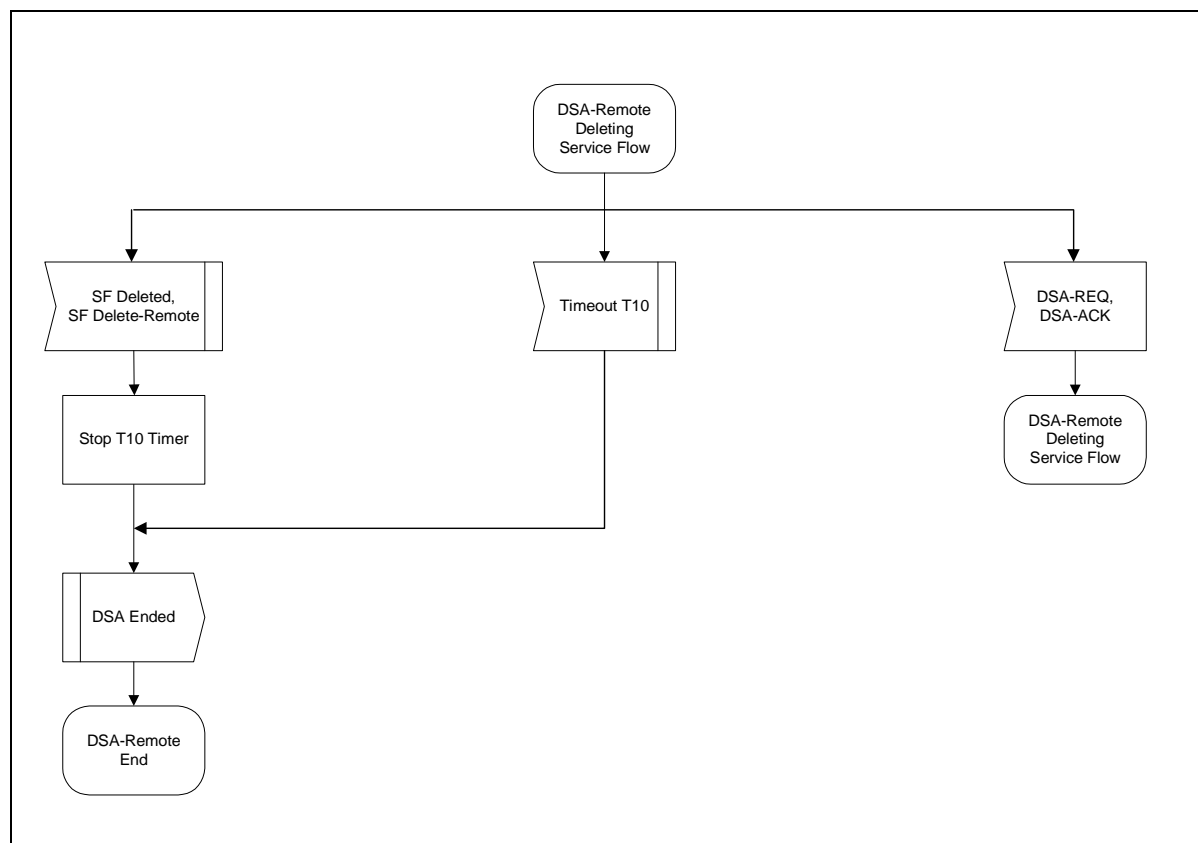 DSA-Remote
Deleting
Service Flow
SF Deleted,
SF Delete-Remote
Timeout T10
DSA-REQ,
DSA-ACK
Stop T10 Timer
DSA-Remote
Deleting
Service Flow
DSA Ended
DSA-Remote
End